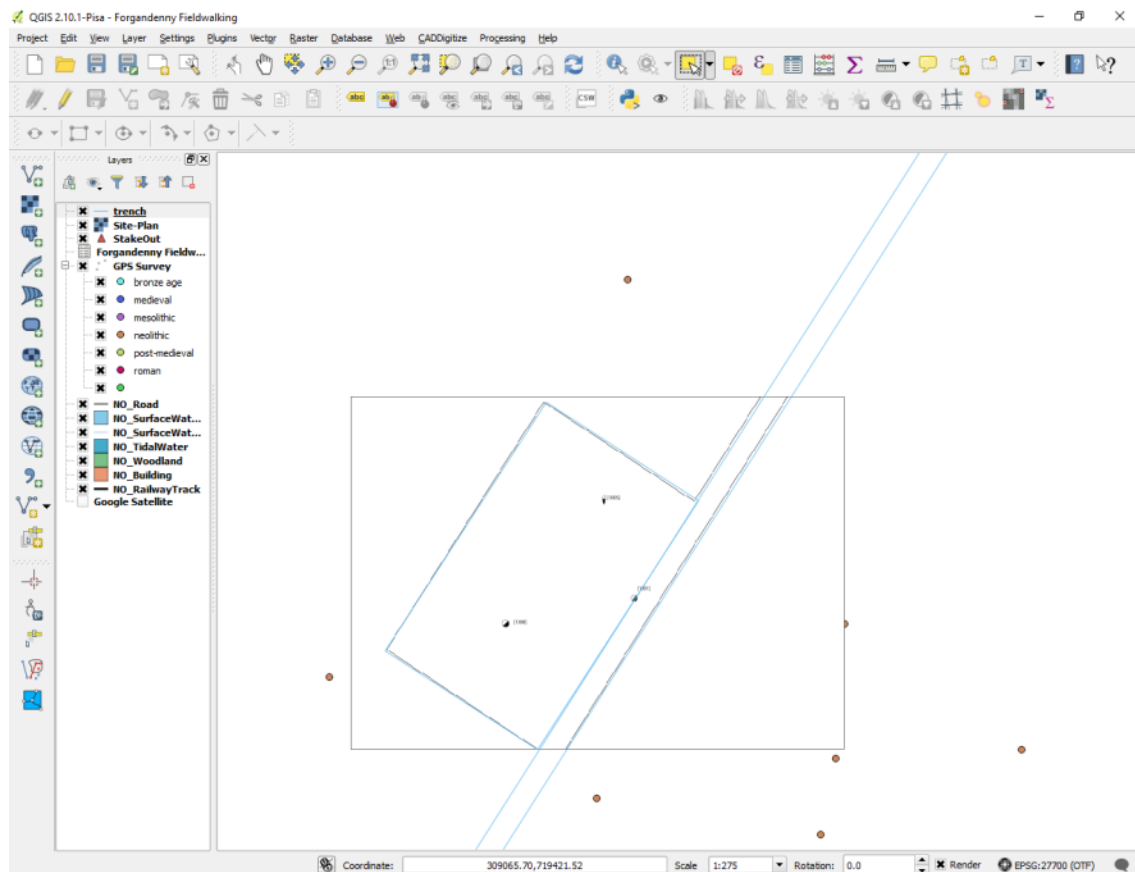 QGIS 2.10.1-Pisa - Forgandenny Fieldwalking
Project Edit View Layer Settings Plugins Vector Raster Database Web CADDigitize Processing Help
Layers
trench
Site-Plan
StakeOut
Forgandenny Fieldw...
GPS Survey
bronze age
medieval
mesolithic
neolithic
post-medieval
roman
NO_Road
NO_SurfaceWat...
NO_SurfaceWat...
NO_TidalWater
NO_Woodland
NO_Building
NO_RailwayTrack
Google Satellite
Coordinate: 309065.70,719421.52 Scale 1:275 Rotation: 0.0 Render EPSG:27700 (OTF)